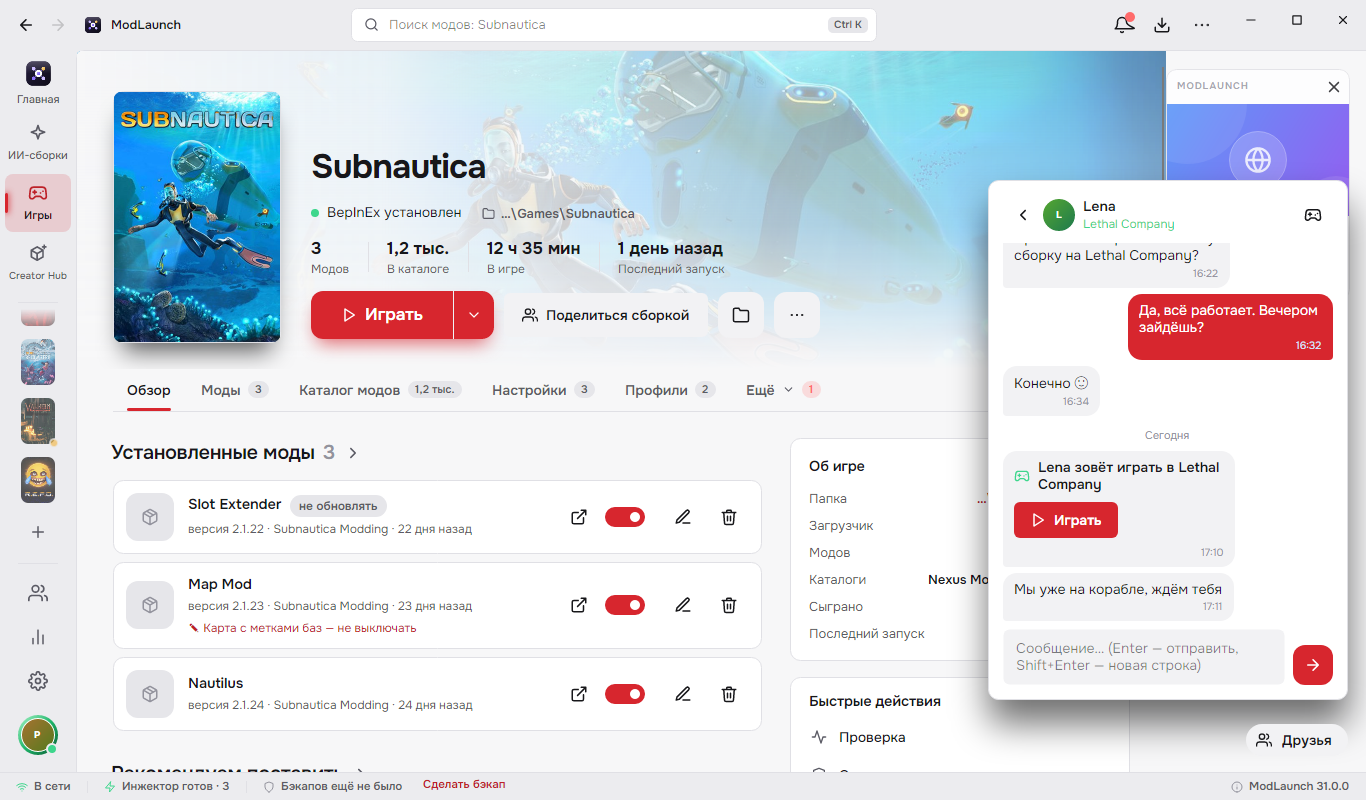 ModLaunch
Поиск модов: Subnautica
Ctrl K
Главная
ИИ-сборки
Игры
Creator Hub
R.E.P.O.
P
SUBNAUTICA
Subnautica
BepInEx установлен
...\Games\Subnautica
3
Модов
1,2 тыс.
В каталоге
12 ч 35 мин
В игре
1 день назад
Последний запуск
Играть
Поделиться сборкой
Обзор
Моды 3
Каталог модов 1,2 тыс.
Настройки 3
Профили 2
Ещё 1
Установленные моды 3
Slot Extender не обновлять
версия 2.1.22 · Subnautica Modding · 22 дня назад
Map Mod
версия 2.1.23 · Subnautica Modding · 23 дня назад
Карта с метками баз — не выключать
Nautilus
версия 2.1.24 · Subnautica Modding · 24 дня назад
Рекомендуем поставить
Об игре
Папка
Загрузчик
Модов
Каталоги Nexus Mo
Сыграно
Последний запуск
Быстрые действия
Проверка
MODLAUNCH
L
Lena
Lethal Company
сборку на Lethal Company?
16:22
Да, всё работает. Вечером
зайдёшь?
16:32
Конечно 🙂
16:34
Сегодня
Lena зовёт играть в Lethal
Company
Играть
17:10
Мы уже на корабле, ждём тебя
17:11
Сообщение... (Enter — отправить,
Shift+Enter — новая строка)
Друзья
В сети
Инжектор готов · 3
Бэкапов ещё не было
Сделать бэкап
ModLaunch 31.0.0